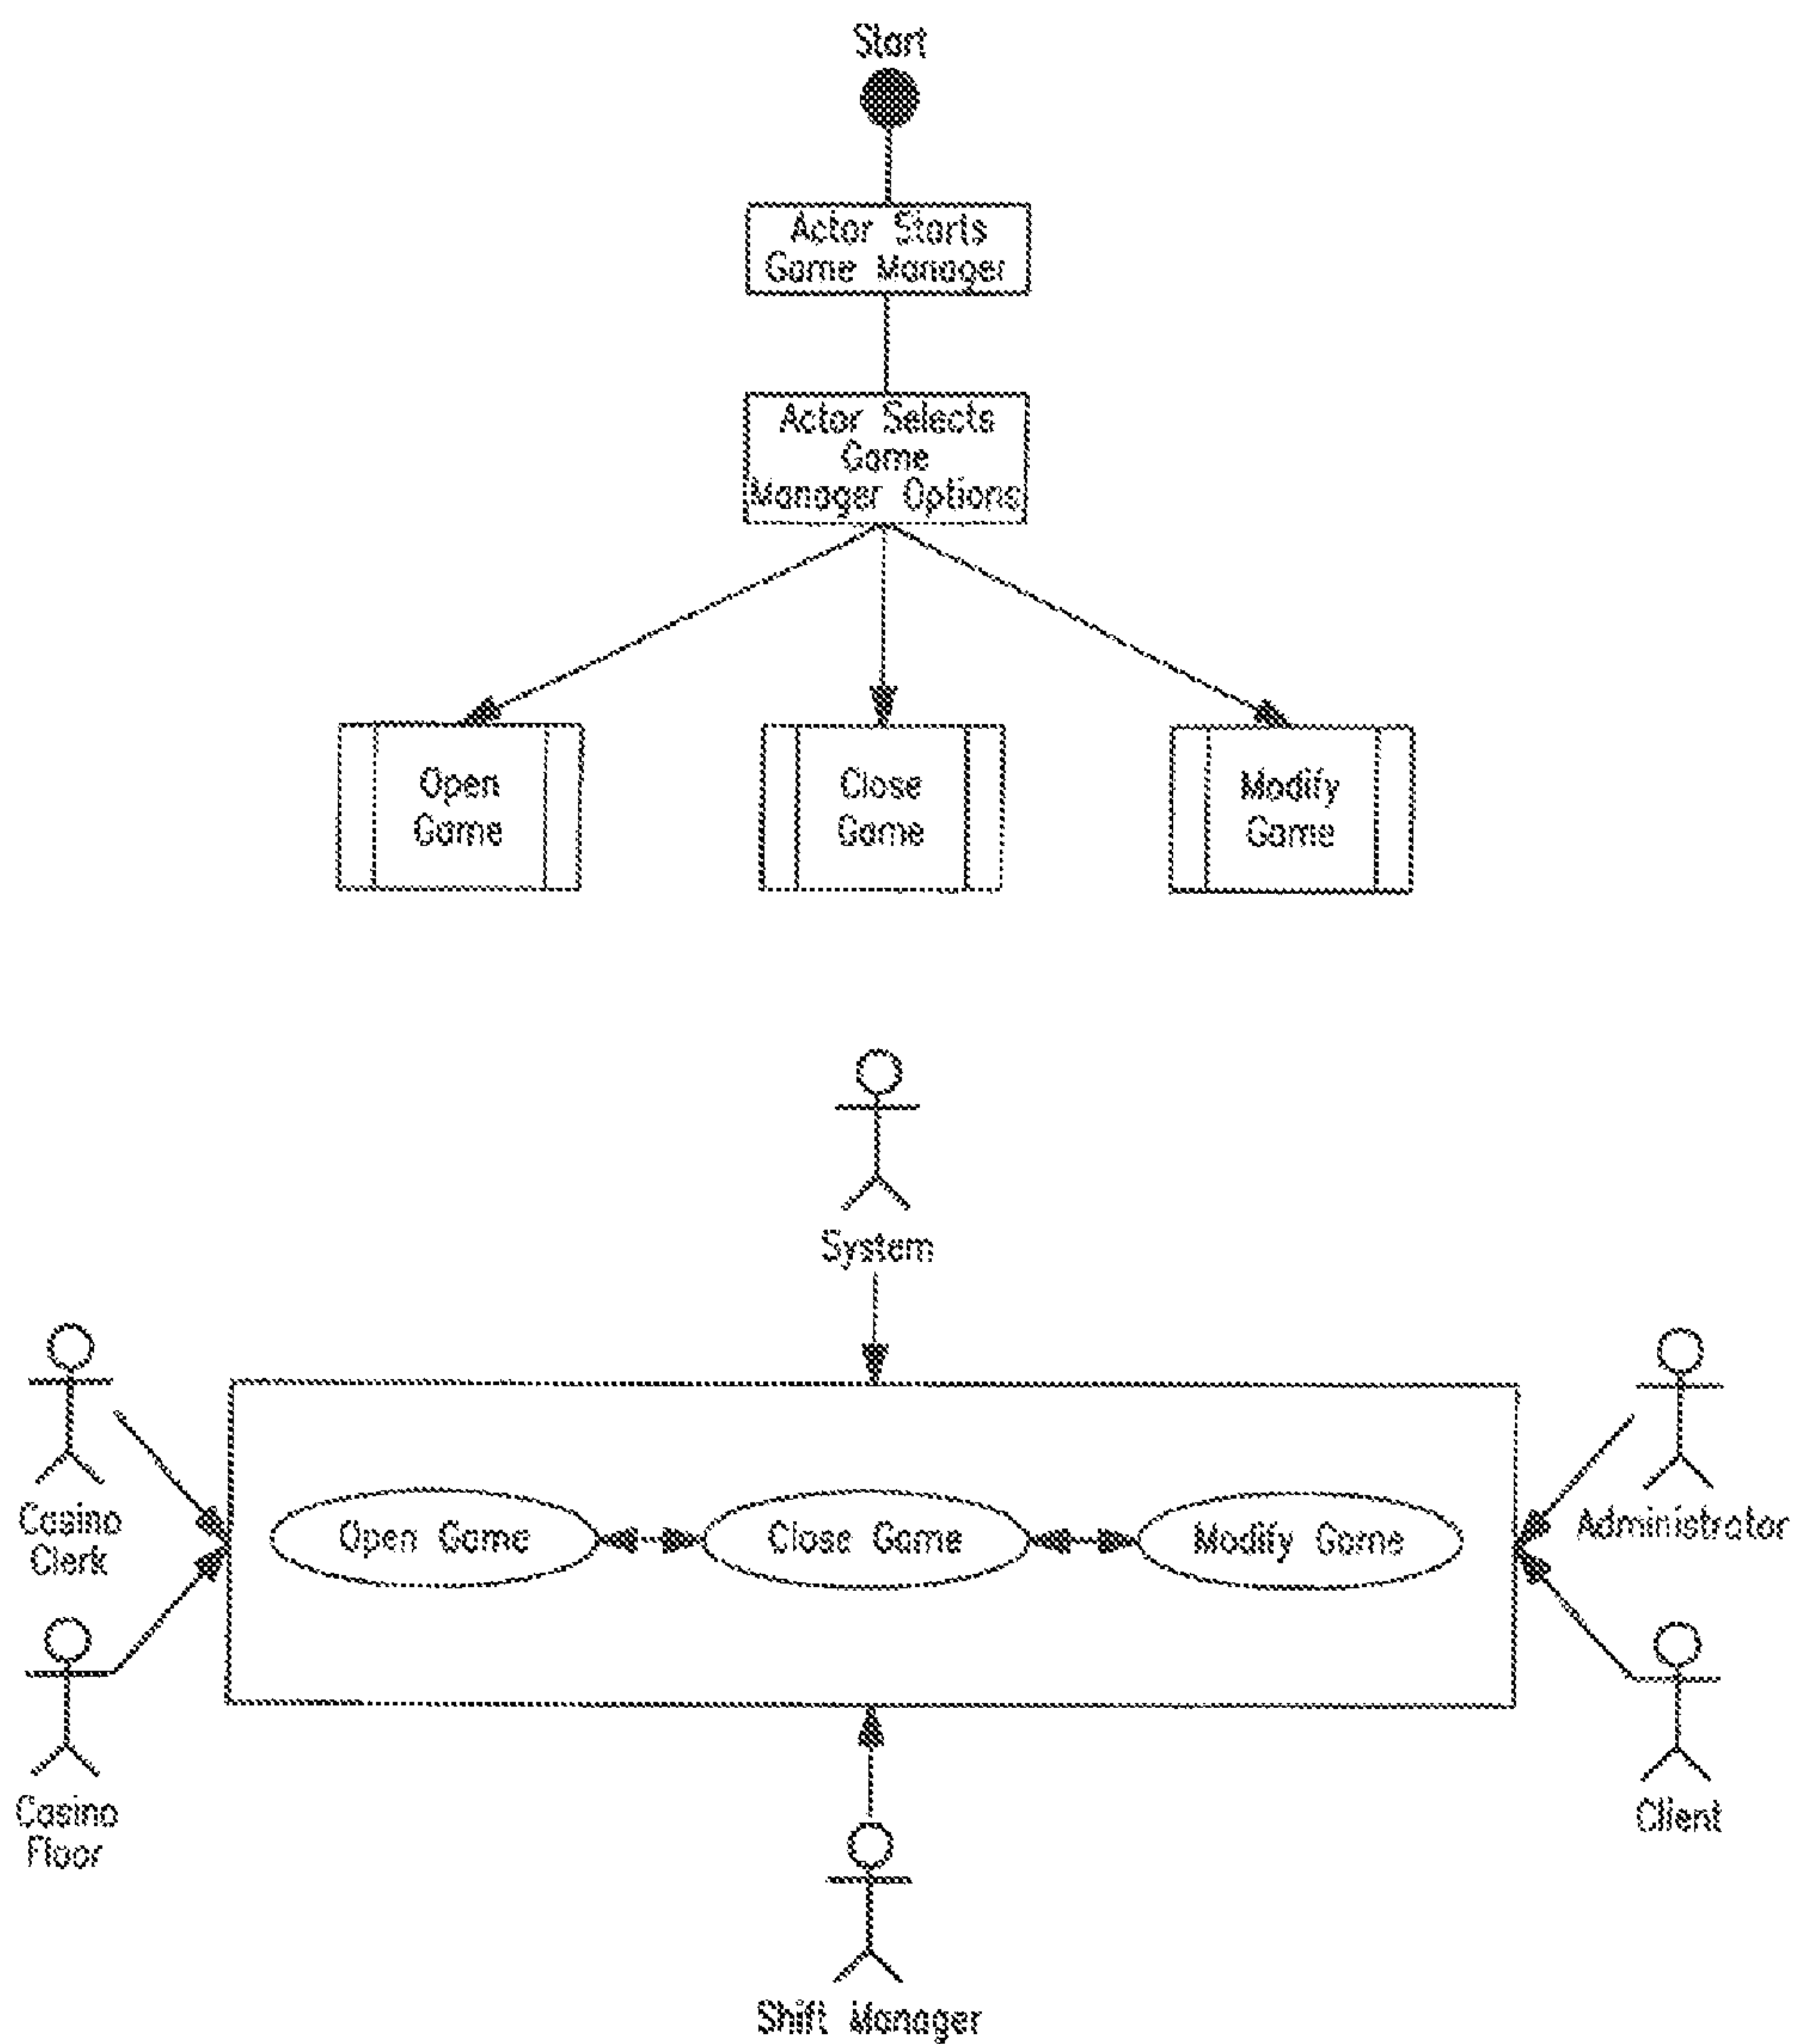 Start
Actor Starts
Game Manager
Actor Selects
Game
Manager Options
Open
Game
Close
Game
Modify
Game
System
Casino
Clerk
Administrator
Open Game
Close Game
Modify Game
Casino
Floor
Client
Shift Manager